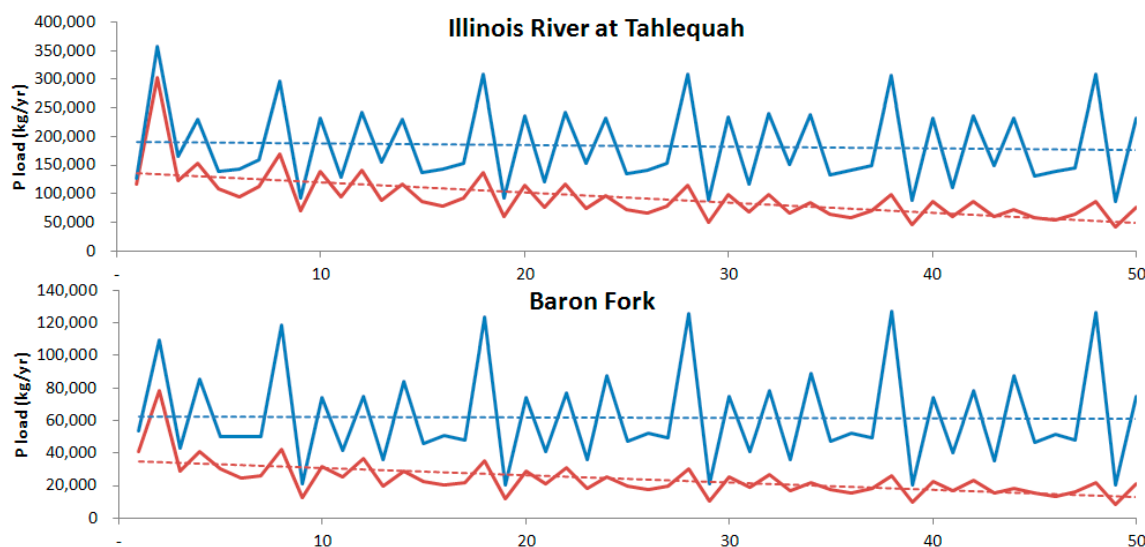 Illinois River at Tahlequah
P load (kg/yr)
400,000
350,000
300,000
250,000
200,000
150,000
100,000
50,000
0
- 10 20 30 40 50
Baron Fork
P load (kg/yr)
140,000
120,000
100,000
80,000
60,000
40,000
20,000
0
- 10 20 30 40 50